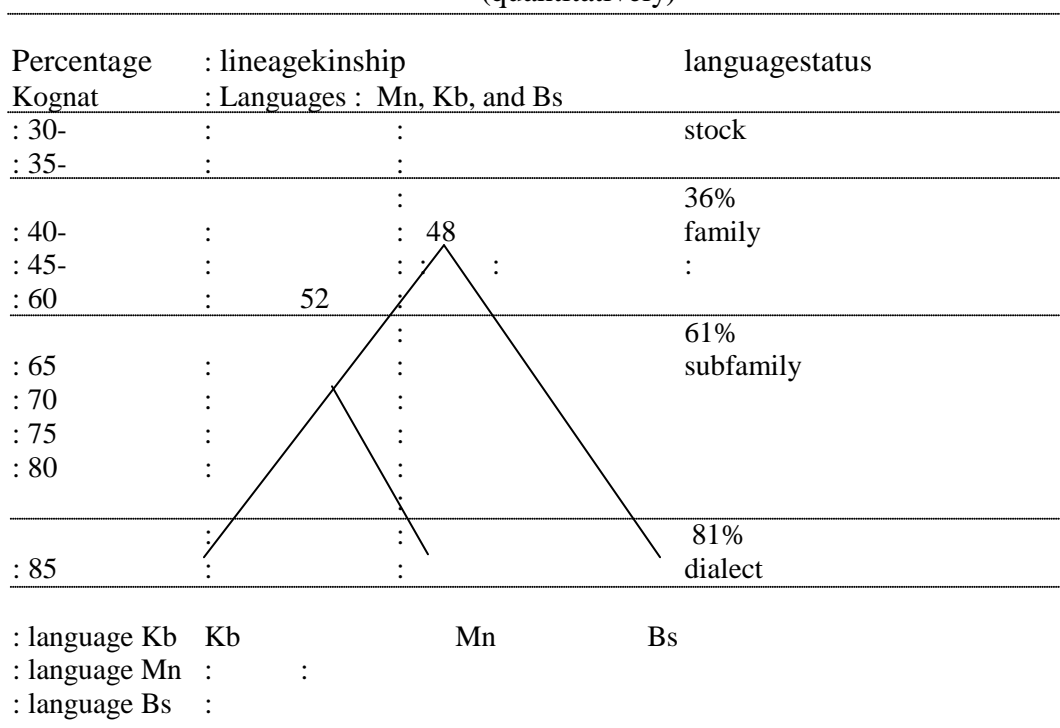 (quantitatively)
Percentage : lineagekinship languagestatus
Kognat : Languages : Mn, Kb, and Bs
: 30- : : stock
: 35- : :
: 36%
: 40- : : 48 family
: 45- : : : : :
: 60 : 52 :
: 61%
: 65 : : subfamily
: 70 : :
: 75 : :
: 80 : :
:
: : 81%
: 85 : : dialect
: language Kb Kb Mn Bs
: language Mn : :
: language Bs :